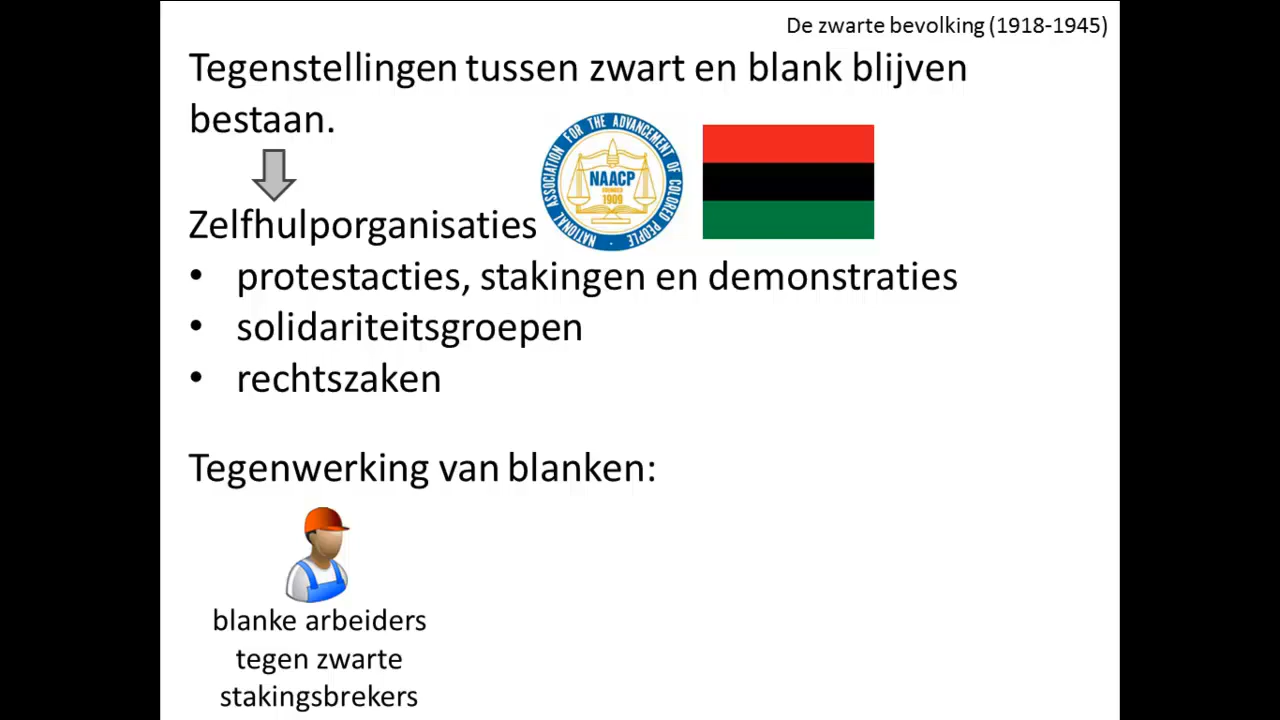 De zwarte bevolking (1918-1945)
Tegenstellingen tussen zwart en blank blijven
bestaan.
NATIONAL ASSOCIATION FOR THE ADVANCEMENT OF COLORED PEOPLE
NAACP
FOUNDED
1909
Zelfhulporganisaties
• protestacties, stakingen en demonstraties
• solidariteitsgroepen
• rechtszaken
Tegenwerking van blanken:
blanke arbeiders
tegen zwarte
stakingsbrekers